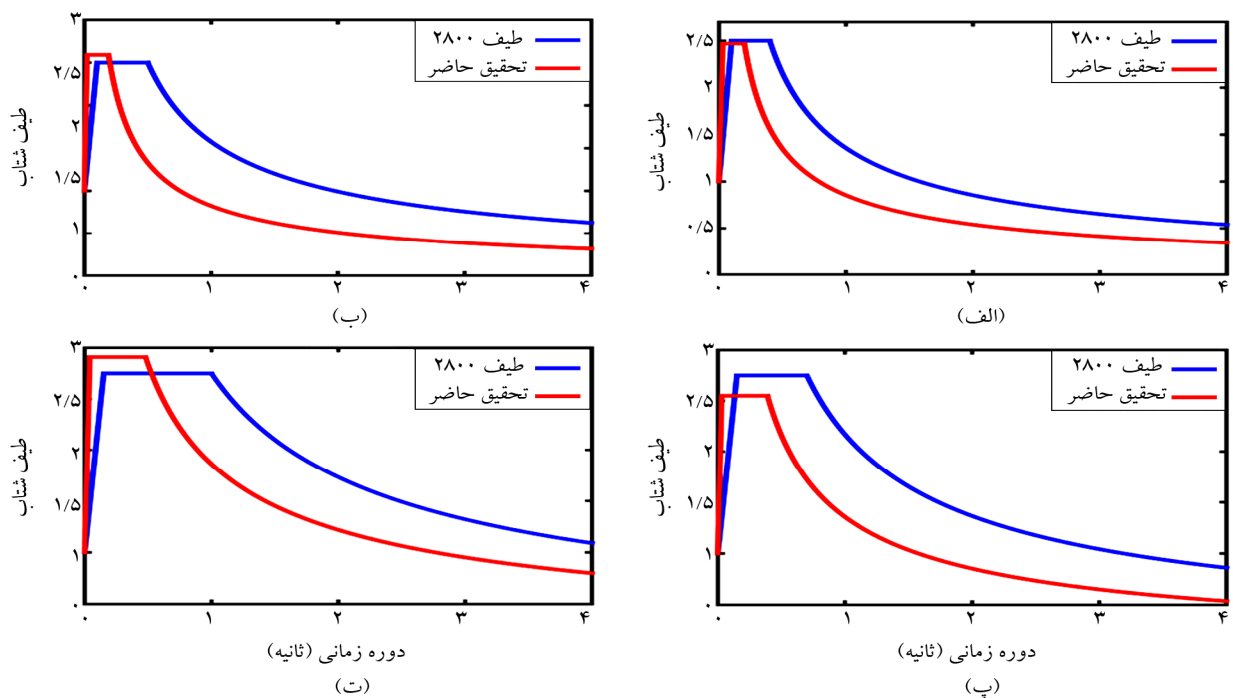 طیف ۲۸۰۰
تحقیق حاضر
طیف شتاب
۲/۵
۲
۱/۵
۱
۰/۵
۰
۰ ۱ ۲ ۳ ۴
(الف)
طیف ۲۸۰۰
تحقیق حاضر
طیف شتاب
۳
۲/۵
۲
۱/۵
۱
۰
۰ ۱ ۲ ۳ ۴
(ب)
طیف ۲۸۰۰
تحقیق حاضر
طیف شتاب
۳
۲/۵
۲
۱/۵
۱
۰
۰ ۱ ۲ ۳ ۴
دوره زمانی (ثانیه)
(پ)
طیف ۲۸۰۰
تحقیق حاضر
طیف شتاب
۳
۲/۵
۲
۱/۵
۱
۰
۰ ۱ ۲ ۳ ۴
دوره زمانی (ثانیه)
(ت)